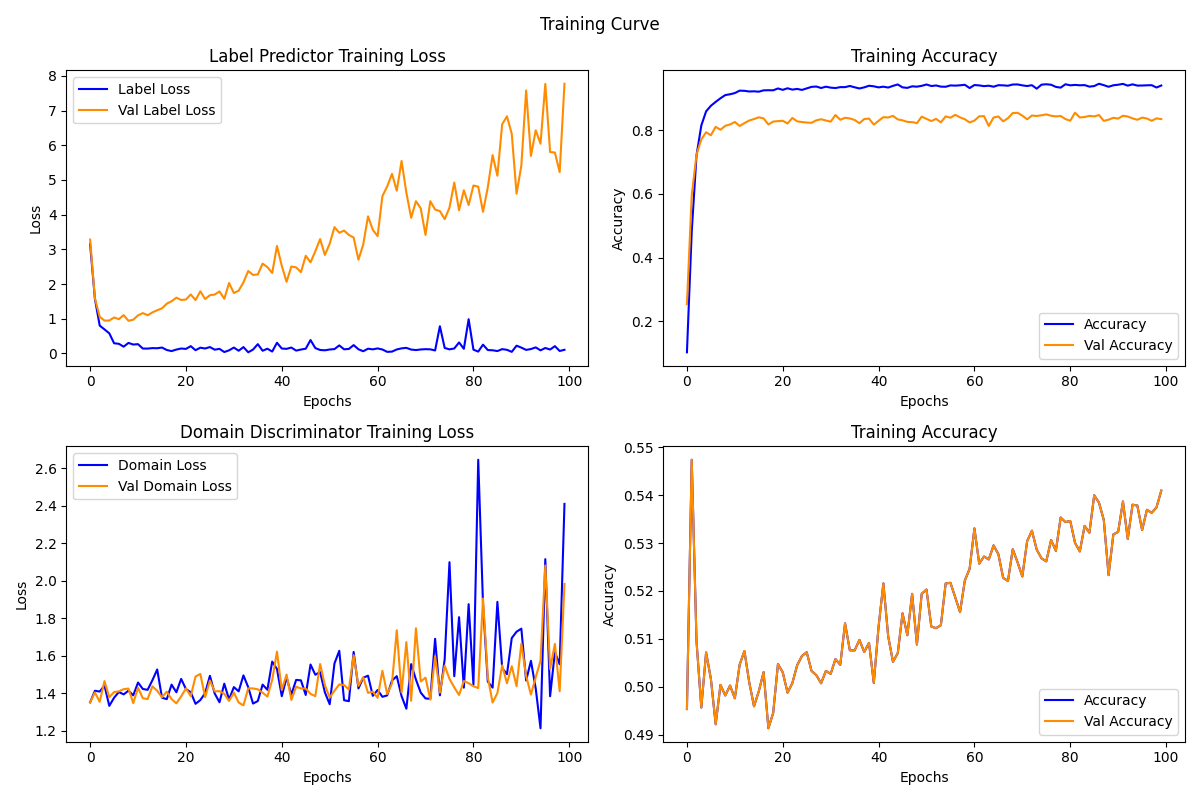 Training Curve
Label Predictor Training Loss
8
7
6
5
4
3
2
1
0
Loss
Label Loss
Val Label Loss
0 20 40 60 80 100
Epochs
Training Accuracy
0.8
0.6
0.4
0.2
Accuracy
Accuracy
Val Accuracy
0 20 40 60 80 100
Epochs
Domain Discriminator Training Loss
2.6
2.4
2.2
2.0
1.8
1.6
1.4
1.2
Loss
Domain Loss
Val Domain Loss
0 20 40 60 80 100
Epochs
Training Accuracy
0.55
0.54
0.53
0.52
0.51
0.50
0.49
Accuracy
Accuracy
Val Accuracy
0 20 40 60 80 100
Epochs